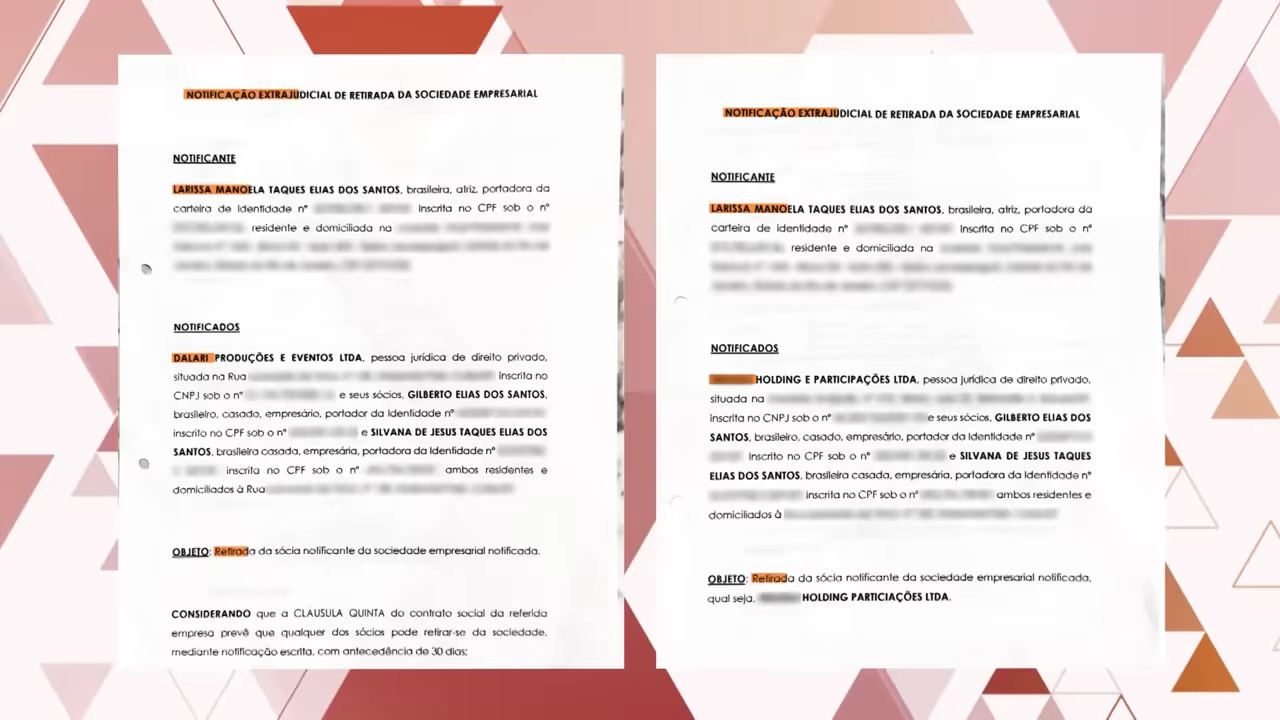 NOTIFICAÇÃO EXTRAJUDICIAL DE RETIRADA DA SOCIEDADE EMPRESARIAL
NOTIFICANTE
LARISSA MANOELA TAQUES ELIAS DOS SANTOS, brasileira, atriz, portadora da
carteira de Identidade nº inscrita no CPF sob o nº
residente e domiciliada na
NOTIFICADOS
DALARI PRODUÇÕES E EVENTOS LTDA, pessoa jurídica de direito privado,
situada na Rua inscrita no
CNPJ sob o nº e seus sócios, GILBERTO ELIAS DOS SANTOS,
brasileiro, casado, empresário, portador da Identidade nº
inscrito no CPF sob o nº e SILVANA DE JESUS TAQUES ELIAS DOS
SANTOS, brasileira casada, empresária, portadora da Identidade nº
inscrita no CPF sob o nº ambos residentes e
domiciliados à Rua
OBJETO: Retirada da sócia notificante da sociedade empresarial notificada.
CONSIDERANDO que a CLAUSULA QUINTA do contrato social da referida
empresa prevê que qualquer dos sócios pode retirar-se da sociedade,
mediante notificação escrita, com antecedência de 30 dias;
NOTIFICAÇÃO EXTRAJUDICIAL DE RETIRADA DA SOCIEDADE EMPRESARIAL
NOTIFICANTE
LARISSA MANOELA TAQUES ELIAS DOS SANTOS, brasileira, atriz, portadora da
carteira de identidade nº inscrita no CPF sob o nº
residente e domiciliada na
NOTIFICADOS
HOLDING E PARTICIPAÇÕES LTDA, pessoa jurídica de direito privado,
situada na
inscrita no CNPJ sob o nº e seus sócios, GILBERTO ELIAS DOS
SANTOS, brasileiro, casado, empresário, portador da Identidade nº
inscrito no CPF sob o nº e SILVANA DE JESUS TAQUES
ELIAS DOS SANTOS, brasileira casada, empresária, portadora da Identidade nº
inscrita no CPF sob o nº ambos residentes e
domiciliados à
OBJETO: Retirada da sócia notificante da sociedade empresarial notificada,
qual seja, HOLDING PARTICIAÇÕES LTDA.